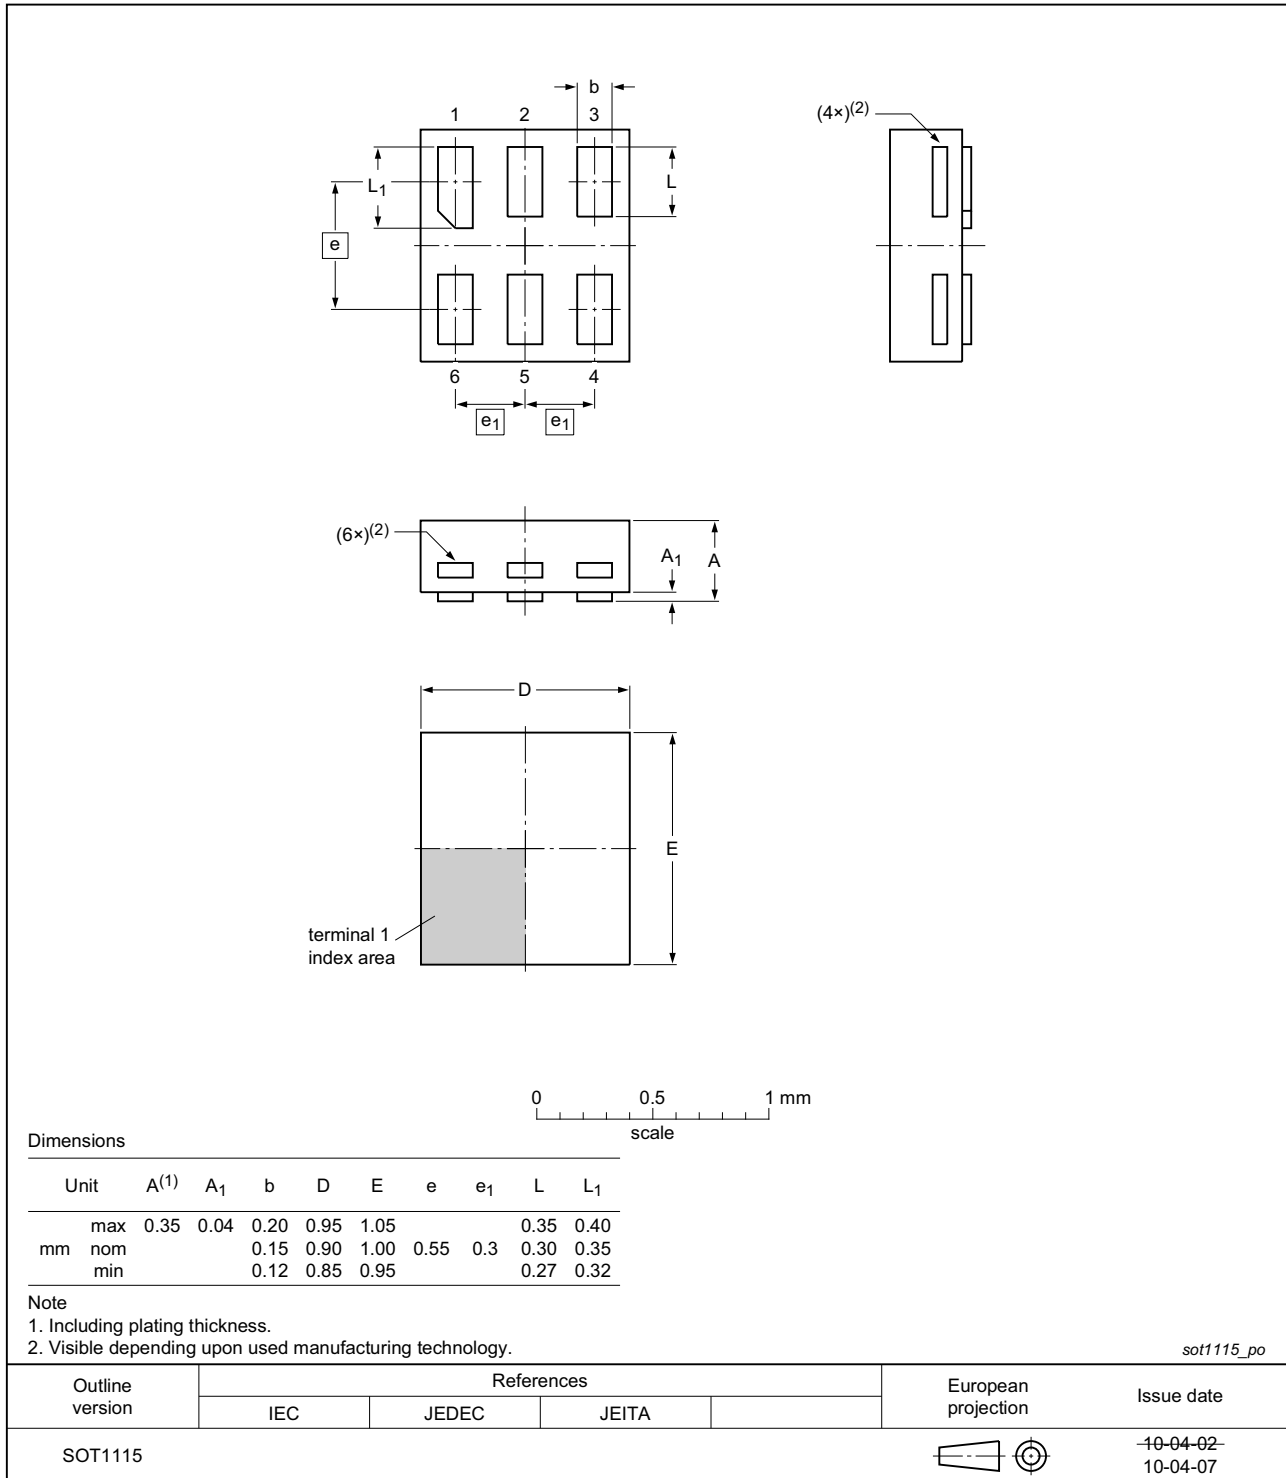 b
1 2 3
(4×)(2)
L1
L
e
6 5 4
e1 e1
(6×)(2)
A1
A
D
E
terminal 1
index area
0 0.5 1 mm
scale
Dimensions
Unit A(1) A1 b D E e e1 L L1
max 0.35 0.04 0.20 0.95 1.05 0.35 0.40
mm nom 0.15 0.90 1.00 0.55 0.3 0.30 0.35
min 0.12 0.85 0.95 0.27 0.32
Note
1. Including plating thickness.
2. Visible depending upon used manufacturing technology.
sot1115_po
Outline
version
References
IEC JEDEC JEITA
European
projection
Issue date
SOT1115
10-04-02
10-04-07